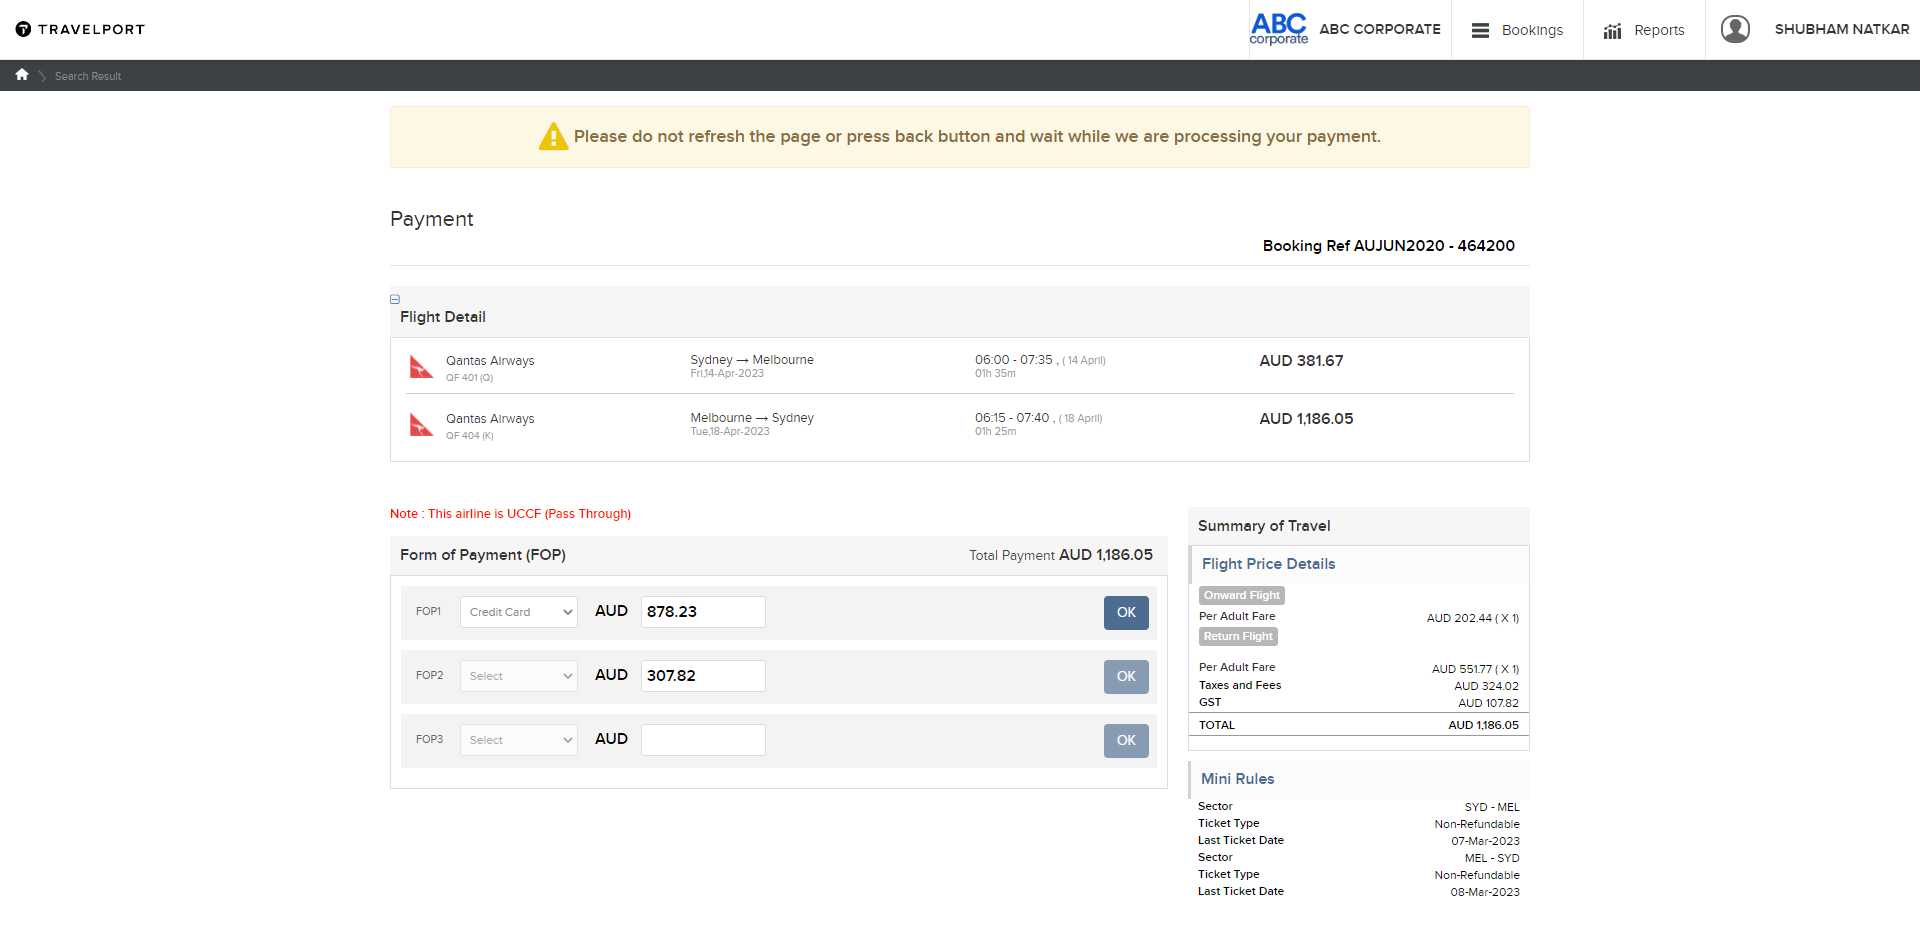 TRAVELPORT
ABC
corporate
ABC CORPORATE
Bookings
Reports
SHUBHAM NATKAR
Search Result
Please do not refresh the page or press back button and wait while we are processing your payment.
Payment
Booking Ref AUJUN2020 - 464200
Flight Detail
Qantas Airways Sydney → Melbourne 06:00 - 07:35 , ( 14 April) AUD 381.67
QF 401 (Q) Fri,14-Apr-2023 01h 35m
Qantas Airways Melbourne → Sydney 06:15 - 07:40 , ( 18 April) AUD 1,186.05
QF 404 (K) Tue,18-Apr-2023 01h 25m
Note : This airline is UCCF (Pass Through)
Form of Payment (FOP) Total Payment AUD 1,186.05
FOP1 Credit Card AUD 878.23 OK
FOP2 Select AUD 307.82 OK
FOP3 Select AUD OK
Summary of Travel
Flight Price Details
Onward Flight
Per Adult Fare AUD 202.44 ( X 1)
Return Flight
Per Adult Fare AUD 551.77 ( X 1)
Taxes and Fees AUD 324.02
GST AUD 107.82
TOTAL AUD 1,186.05
Mini Rules
Sector SYD - MEL
Ticket Type Non-Refundable
Last Ticket Date 07-Mar-2023
Sector MEL - SYD
Ticket Type Non-Refundable
Last Ticket Date 08-Mar-2023